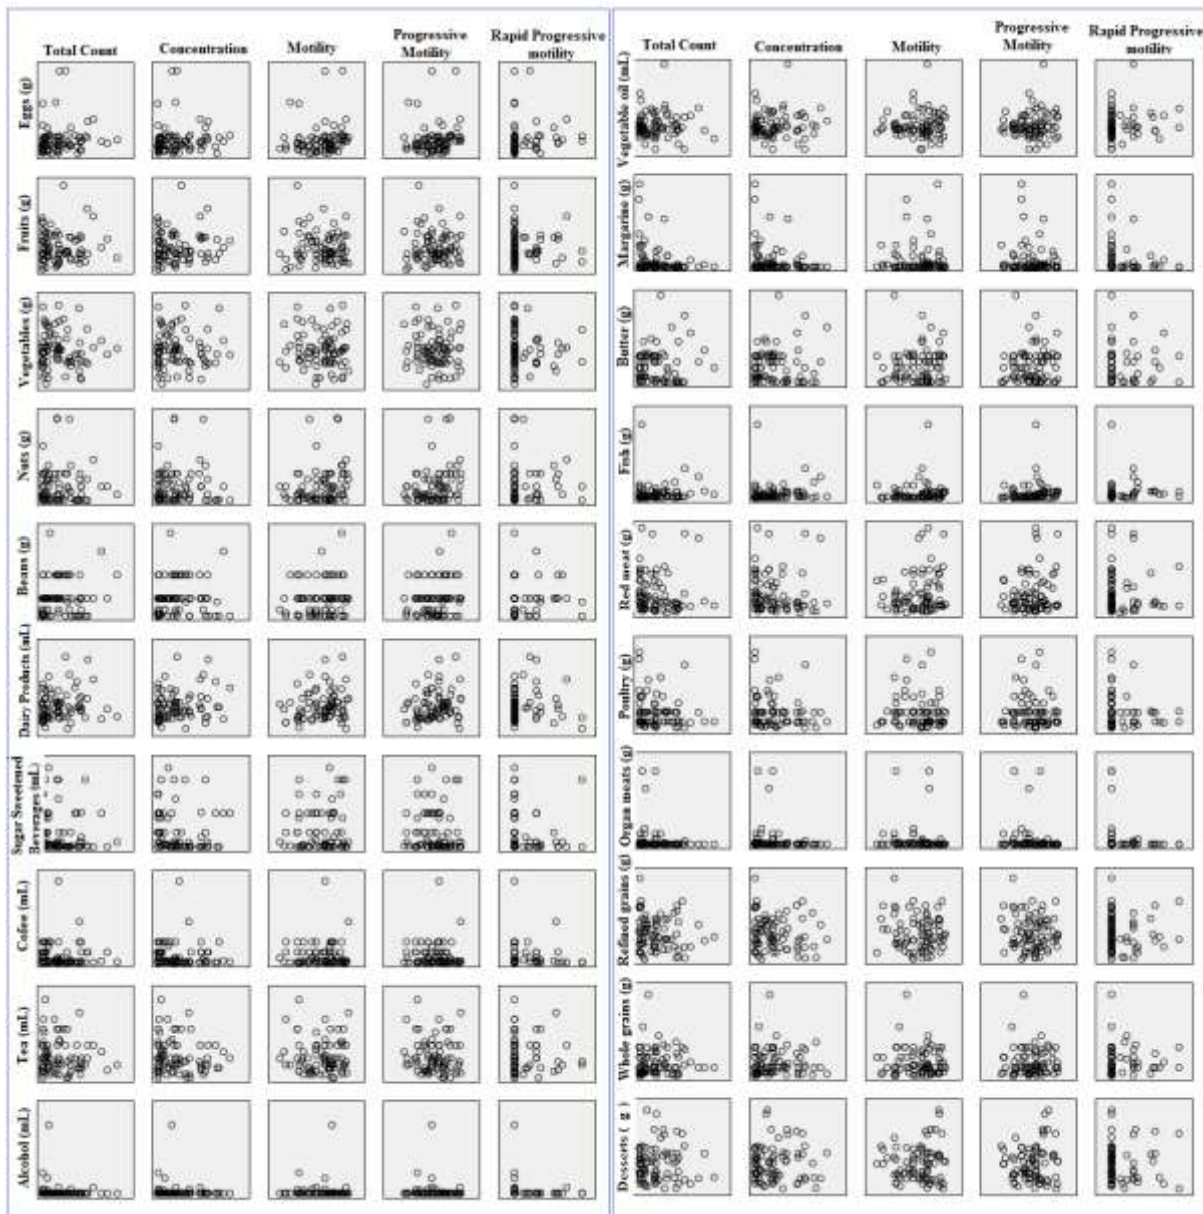 Total Count
Concentration
Motility
Progressive
Motility
Rapid Progressive
motility
Eggs (g)
Fruits (g)
Vegetables (g)
Nuts (g)
Beans (g)
Dairy Products (mL)
Sugar Sweetened
Beverages (mL)
Cofee (mL)
Tea (mL)
Alcohol (mL)
Total Count
Concentration
Motility
Progressive
Motility
Rapid Progressive
motility
Vegetable oil (mL)
Margarine (g)
Butter (g)
Fish (g)
Red meat (g)
Poultry (g)
Organ meats (g)
Refined grains (g)
Whole grains (g)
Desserts ( g )